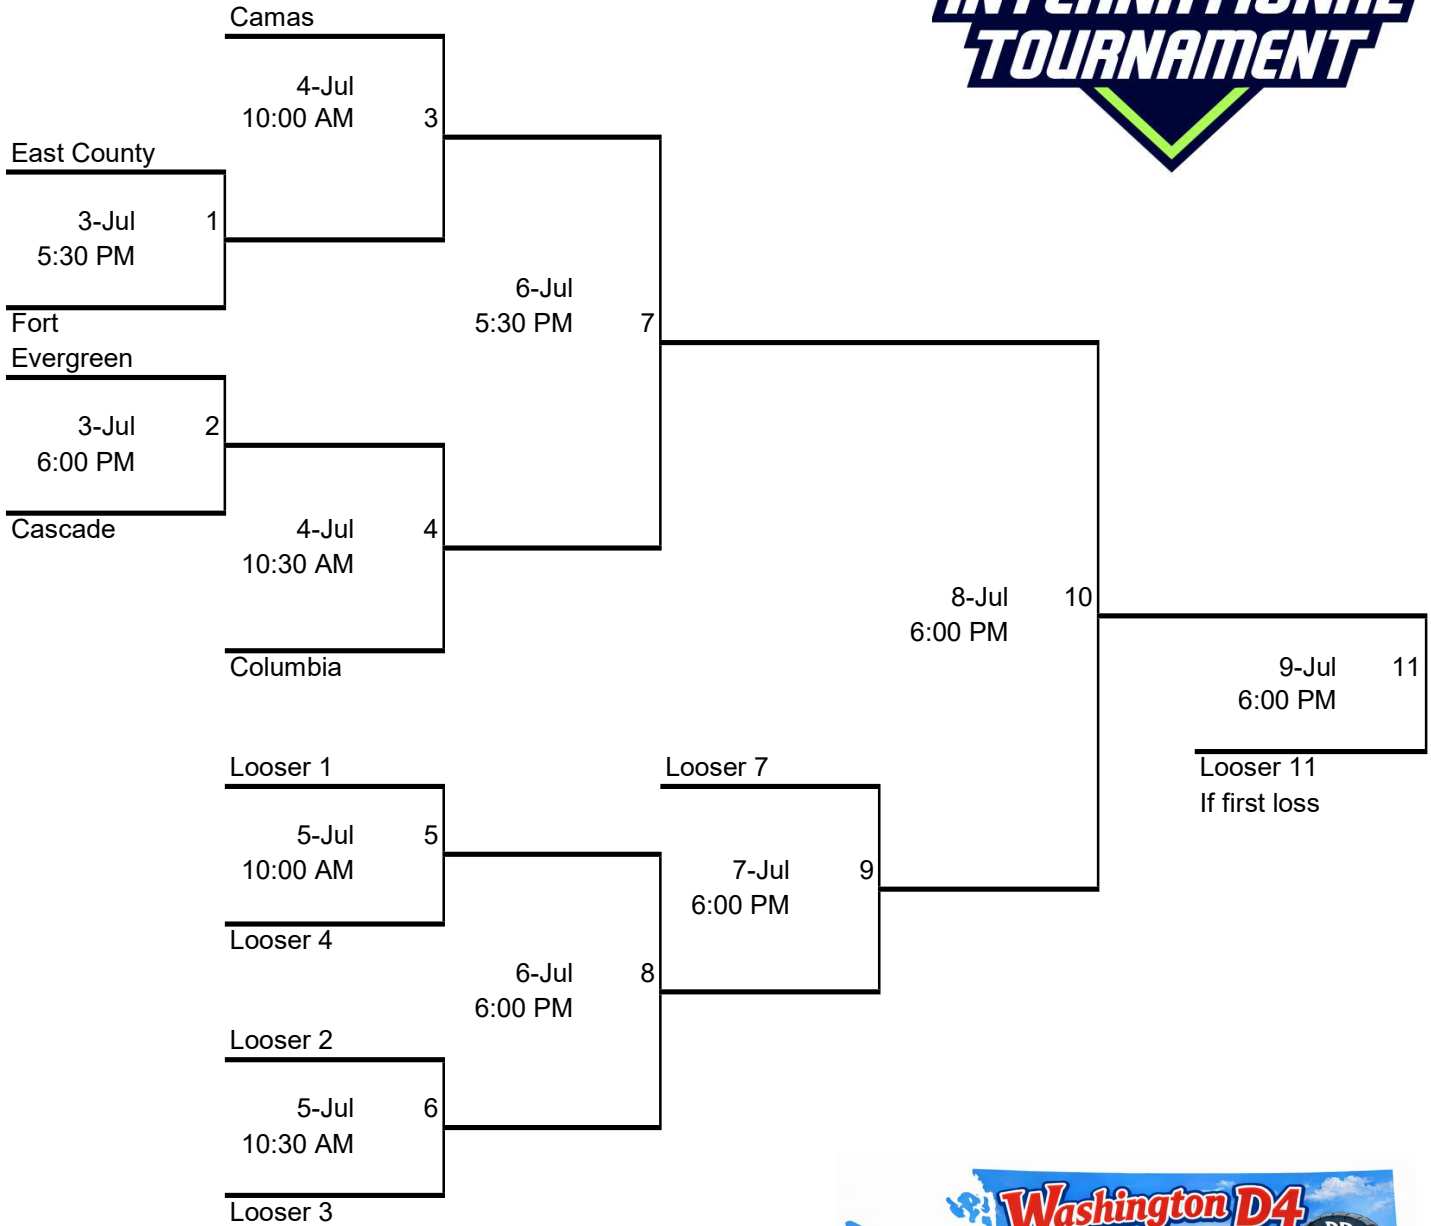 INTERNATIONAL
TOURNAMENT
Camas
4-Jul
10:00 AM 3
East County
3-Jul 1
5:30 PM
Fort
6-Jul
5:30 PM 7
Evergreen
3-Jul 2
6:00 PM
Cascade
4-Jul 4
10:30 AM
Columbia
8-Jul 10
6:00 PM
9-Jul 11
6:00 PM
Looser 11
If first loss
Looser 1
5-Jul 5
10:00 AM
Looser 4
Looser 7
7-Jul 9
6:00 PM
6-Jul 8
6:00 PM
Looser 2
5-Jul 6
10:30 AM
Looser 3
Washington D4